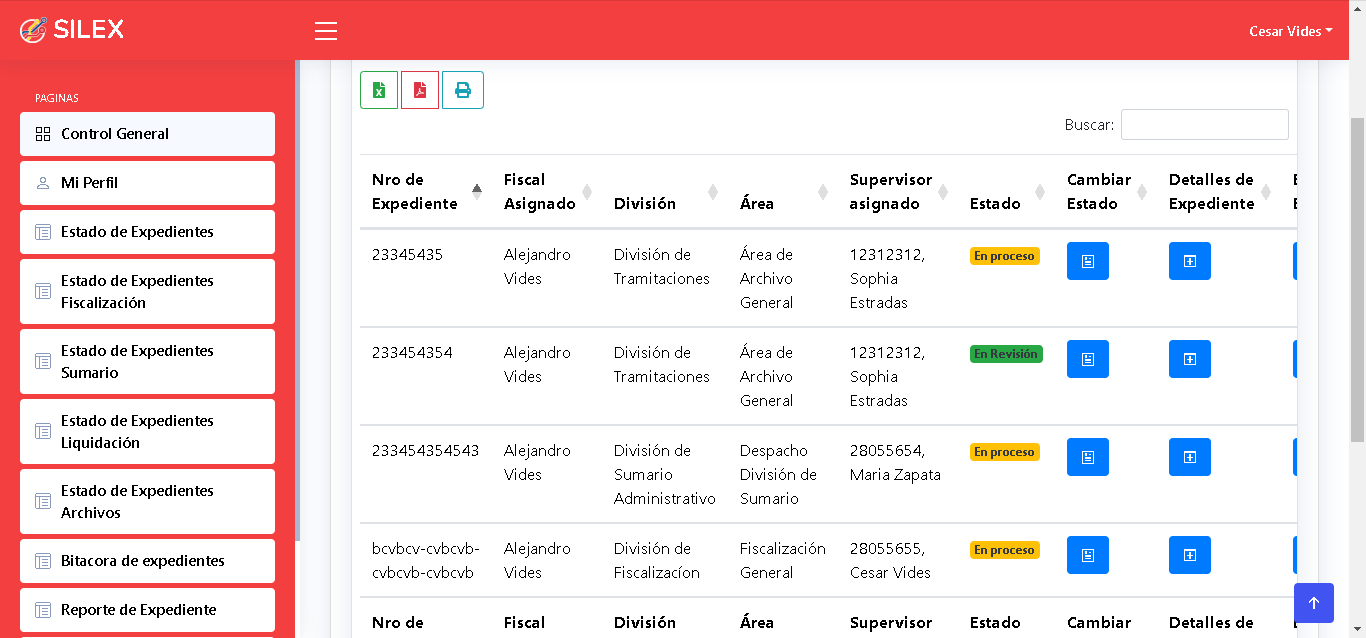 SILEX
Cesar Vides
PAGINAS
Control General
Mi Perfil
Estado de Expedientes
Estado de Expedientes
Fiscalización
Estado de Expedientes
Sumario
Estado de Expedientes
Liquidación
Estado de Expedientes
Archivos
Bitacora de expedientes
Reporte de Expediente
Buscar:
Nro de Fiscal Supervisor Cambiar Detalles de
Expediente Asignado División Área asignado Estado Estado Expediente
23345435 Alejandro División de Área de 12312312, En proceso
Vides Tramitaciones Archivo Sophia
General Estradas
233454354 Alejandro División de Área de 12312312, En Revisión
Vides Tramitaciones Archivo Sophia
General Estradas
233454354543 Alejandro División de Despacho 28055654, En proceso
Vides Sumario División de Maria Zapata
Administrativo Sumario
bcvbcv-cvbcvb- Alejandro División de Fiscalización 28055655, En proceso
cvbcvb-cvbcvb Vides Fiscalizacíon General Cesar Vides
Nro de Fiscal División Área Supervisor Estado Cambiar Detalles de